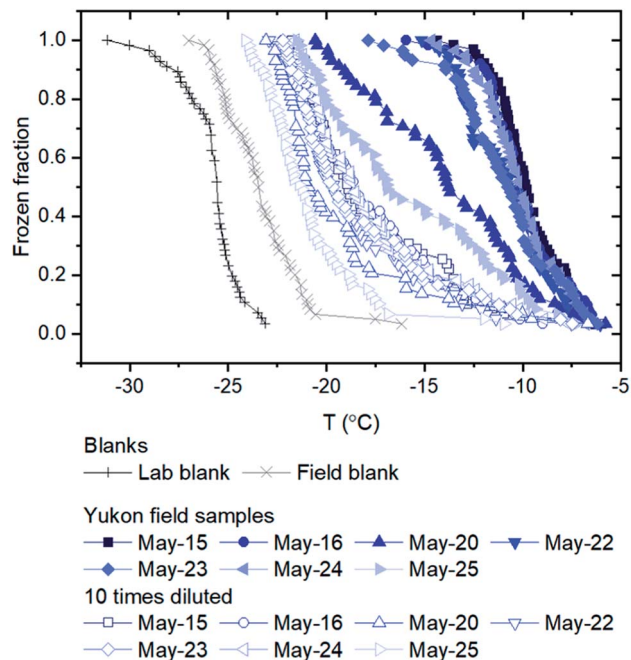 1.0
0.8
0.6
0.4
0.2
0.0
Frozen fraction
-30 -25 -20 -15 -10 -5
T (°C)
Blanks
Lab blank Field blank
Yukon field samples
May-15 May-16 May-20 May-22
May-23 May-24 May-25
10 times diluted
May-15 May-16 May-20 May-22
May-23 May-24 May-25